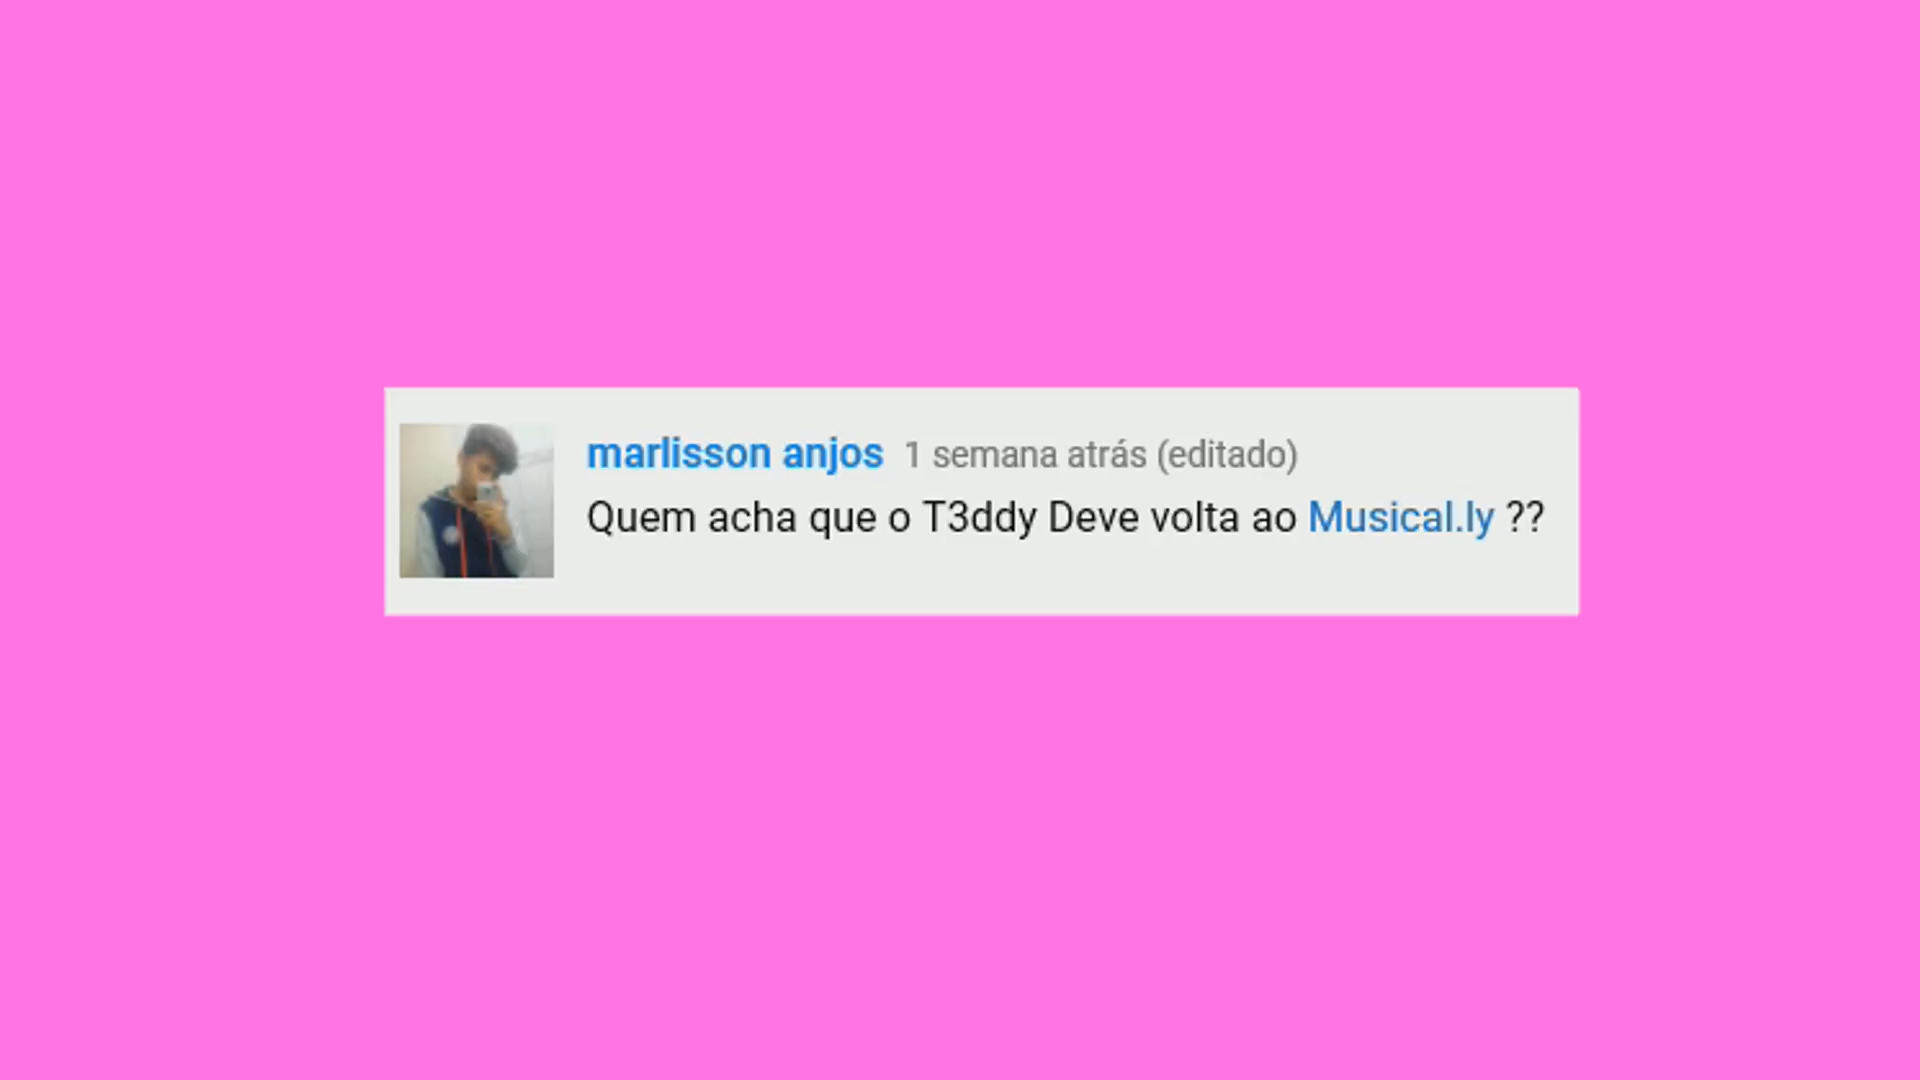 marlisson anjos 1 semana atrás (editado)
Quem acha que o T3ddy Deve volta ao Musical.ly ??